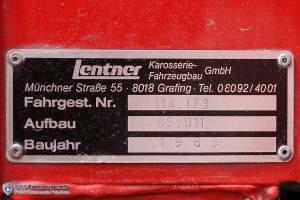 Lentner Karosserie-
Fahrzeugbau GmbH
Münchner Straße 55 · 8018 Grafing · Tel. 08092/4001
Fahrgest. Nr. 114.173
Aufbau 85.011
Baujahr 1985